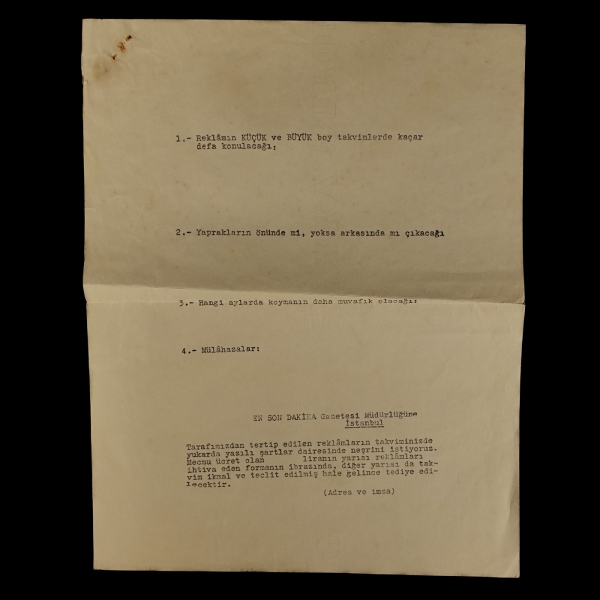 1.- Reklâmın KÜÇÜK ve BÜYÜK boy takvimlerde kaçar
defa konulacağı:
2.- Yaprakların önünde mi, yoksa arkasında mı çıkacağı
3.- Hangi aylarda koymanın daha muvafık olacağı:
4.- Mülâhazalar:
EN SON DAKİKA Gazetesi Müdürlüğüne
İstanbul
Tarafımızdan tertip edilen reklâmların takviminizde
yukarda yazılı şartlar dairesinde neşrini istiyoruz.
Mecmu ücret olan liranın yarısı reklâmları
ihtiva eden formanın ibrazında, diğer yarısı da tak-
vim ikmal ve teclit edilmiş hale gelince tediye edi-
lecektir.
(Adres ve imza)